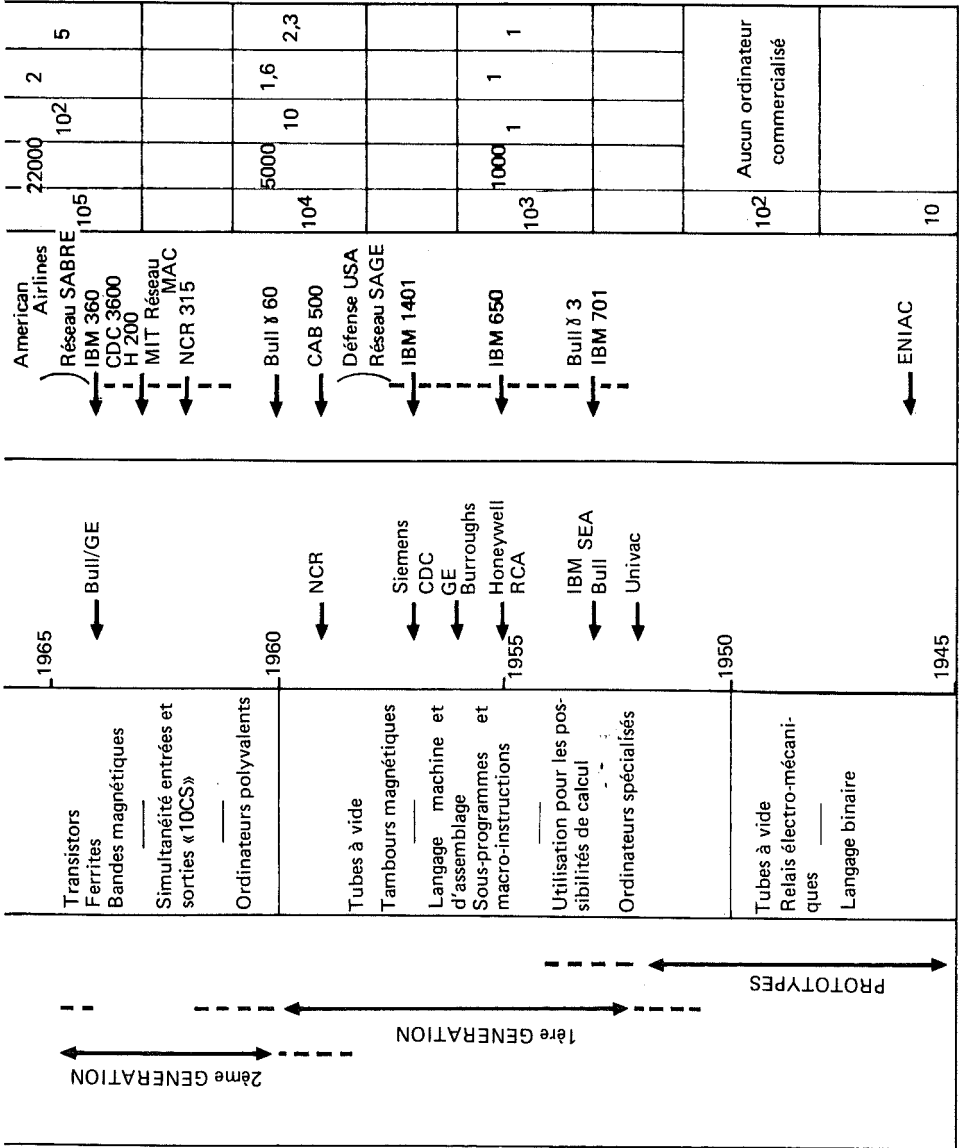 5
2,3
1
2
1,6
1
10²
10
1
Aucun ordinateur
commercialisé
22000
5000
1000
10⁵
10⁴
10³
10²
10
American
Airlines
Réseau SABRE
IBM 360
CDC 3600
H 200
MIT Réseau
MAC
NCR 315
Bull γ 60
CAB 500
Défense USA
Réseau SAGE
IBM 1401
IBM 650
Bull γ 3
IBM 701
ENIAC
Bull/GE
NCR
Siemens
CDC
GE
Burroughs
Honeywell
RCA
IBM SEA
Bull
Univac
1965
1960
1955
1950
1945
Transistors
Ferrites
Bandes magnétiques
Simultanéité entrées et
sorties «10CS»
Ordinateurs polyvalents
Tubes à vide
Tambours magnétiques
Langage machine et
d'assemblage
Sous-programmes et
macro-instructions
Utilisation pour les pos-
sibilités de calcul
Ordinateurs spécialisés
Tubes à vide
Relais électro-mécani-
ques
Langage binaire
PROTOTYPES
1ère GENERATION
2ème GENERATION